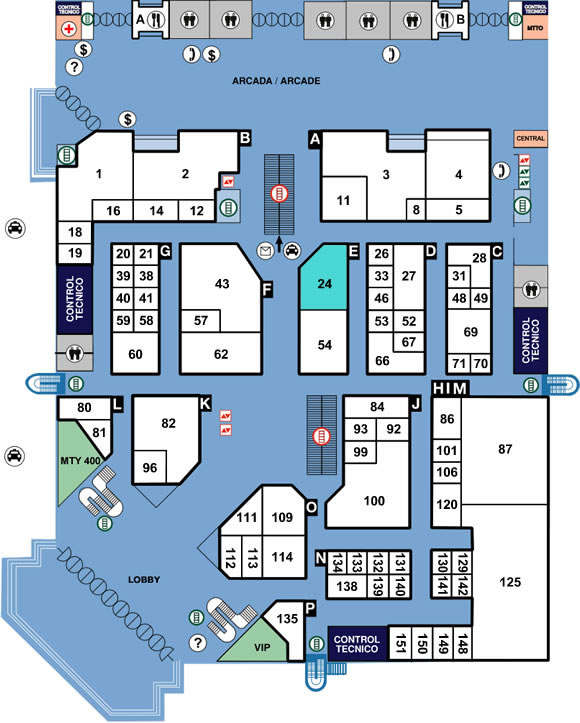 CONTROL
TECNICO
A
B
CONTROL
TECNICO
MTTO
$
$
?
ARCADA / ARCADE
$
B
A
CENTRAL
1
2
3
4
11
16
14
12
8
5
18
19
G
F
E
D
C
20
21
39
38
40
41
59
58
60
43
57
62
24
54
26
33
27
46
53
52
67
66
28
31
48
49
69
71
70
CONTROL
TECNICO
CONTROL
TECNICO
L
K
J
H I M
80
81
MTY 400
82
96
84
93
92
99
100
86
87
101
106
120
O
111
109
112
113
114
N
134
133
132
131
138
139
140
130
129
141
142
125
LOBBY
P
135
?
VIP
CONTROL
TECNICO
151
150
149
148